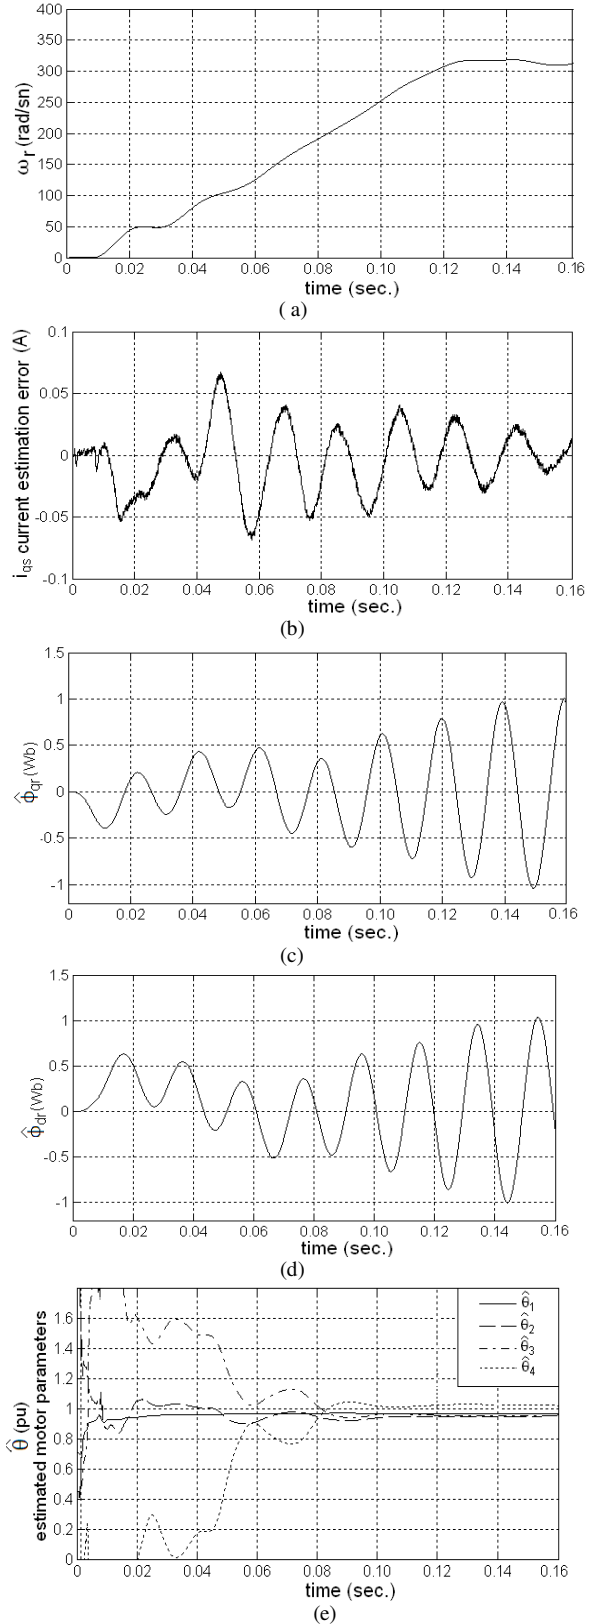 400
350
300
250
200
150
100
50
0
ωr (rad/sn)
0 0.02 0.04 0.06 0.08 0.10 0.12 0.14 0.16
time (sec.)
( a)
0.1
0.05
0
-0.05
-0.1
iqs current estimation error (A)
0 0.02 0.04 0.06 0.08 0.10 0.12 0.14 0.16
time (sec.)
(b)
1.5
1
0.5
0
-0.5
-1
ϕ̂qr(Wb)
0 0.02 0.04 0.06 0.08 0.10 0.12 0.14 0.16
time (sec.)
(c)
1.5
1
0.5
0
-0.5
-1
ϕ̂dr(Wb)
0 0.02 0.04 0.06 0.08 0.10 0.12 0.14 0.16
time (sec.)
(d)
1.6
1.4
1.2
1
0.8
0.6
0.4
0.2
0
θ̂ (pu)
estimated motor parameters
θ̂1
θ̂2
θ̂3
θ̂4
0 0.02 0.04 0.06 0.08 0.10 0.12 0.14 0.16
time (sec.)
(e)